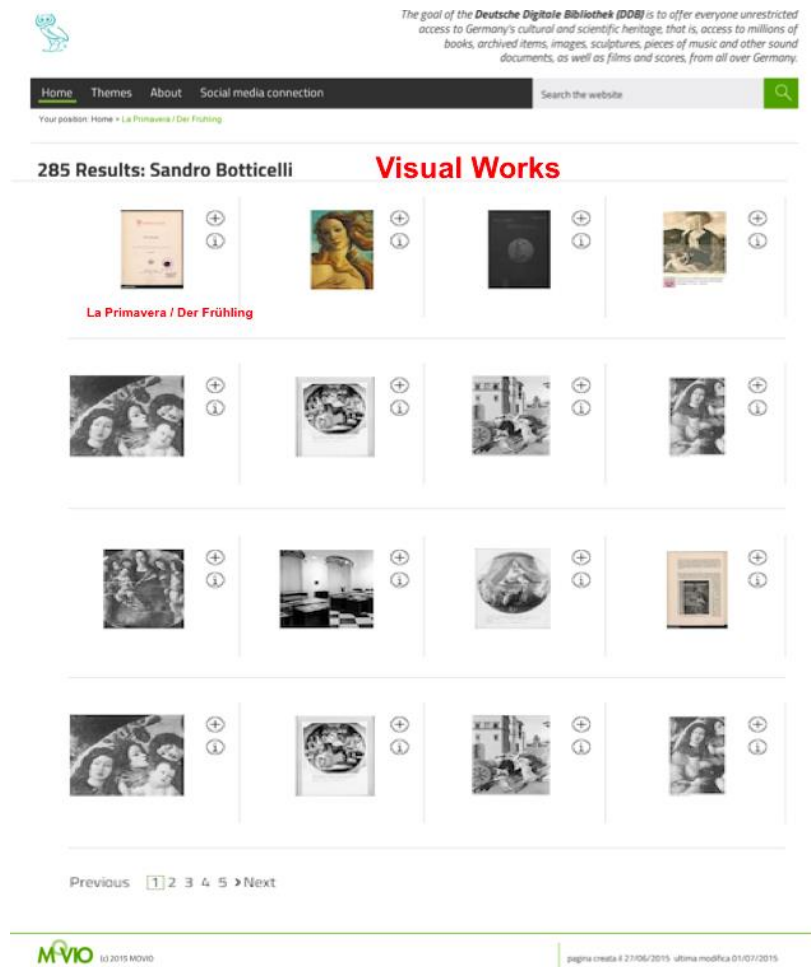 The goal of the Deutsche Digitale Bibliothek (DDB) is to offer everyone unrestricted
access to Germany's cultural and scientific heritage, that is, access to millions of
books, archived items, images, sculptures, pieces of music and other sound
documents, as well as films and scores, from all over Germany.
Home Themes About Social media connection Search the website
Your position: Home > La Primavera / Der Frühling
285 Results: Sandro Botticelli Visual Works
La Primavera / Der Frühling
Previous 1 2 3 4 5 > Next
MOVIO (c) 2015 MOVIO pagina creata il 27/06/2015 ultima modifica 01/07/2015